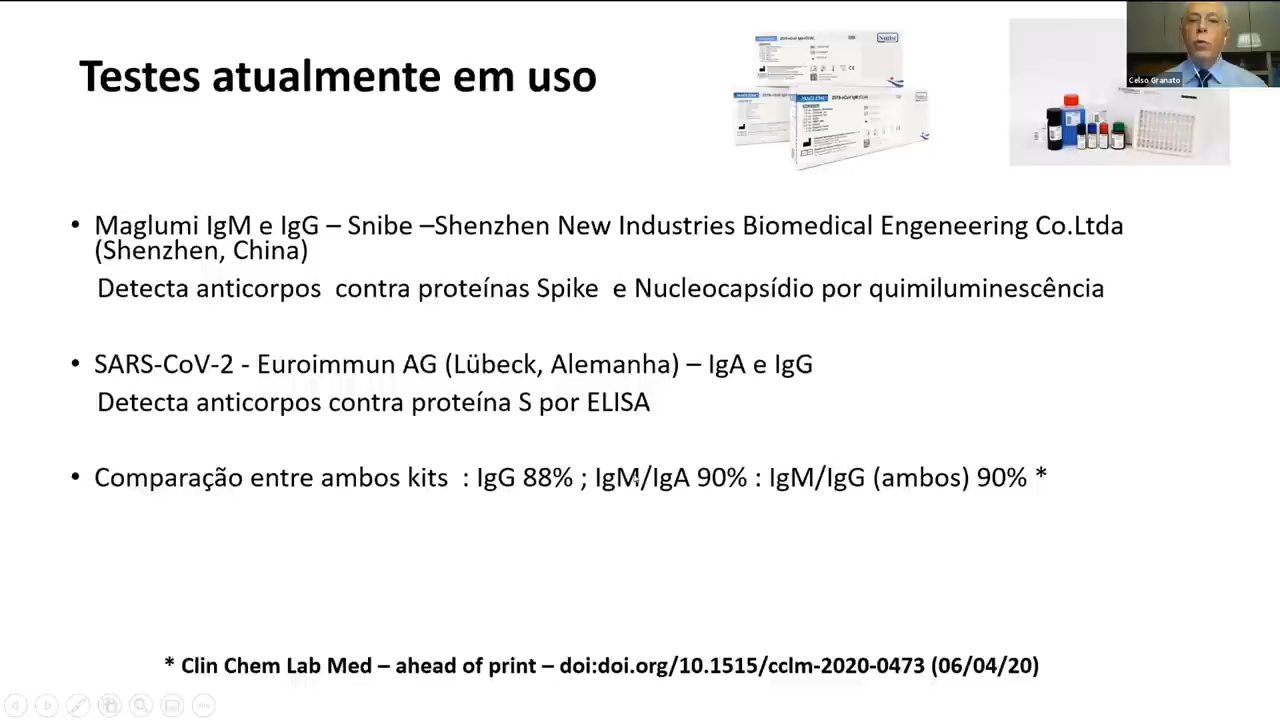 Testes atualmente em uso
Snibe
Celso Granato
• Maglumi IgM e IgG – Snibe –Shenzhen New Industries Biomedical Engeneering Co.Ltda
(Shenzhen, China)
Detecta anticorpos contra proteínas Spike e Nucleocapsídio por quimiluminescência
• SARS-CoV-2 - Euroimmun AG (Lübeck, Alemanha) – IgA e IgG
Detecta anticorpos contra proteína S por ELISA
• Comparação entre ambos kits : IgG 88% ; IgM/IgA 90% : IgM/IgG (ambos) 90% *
* Clin Chem Lab Med – ahead of print – doi:doi.org/10.1515/cclm-2020-0473 (06/04/20)